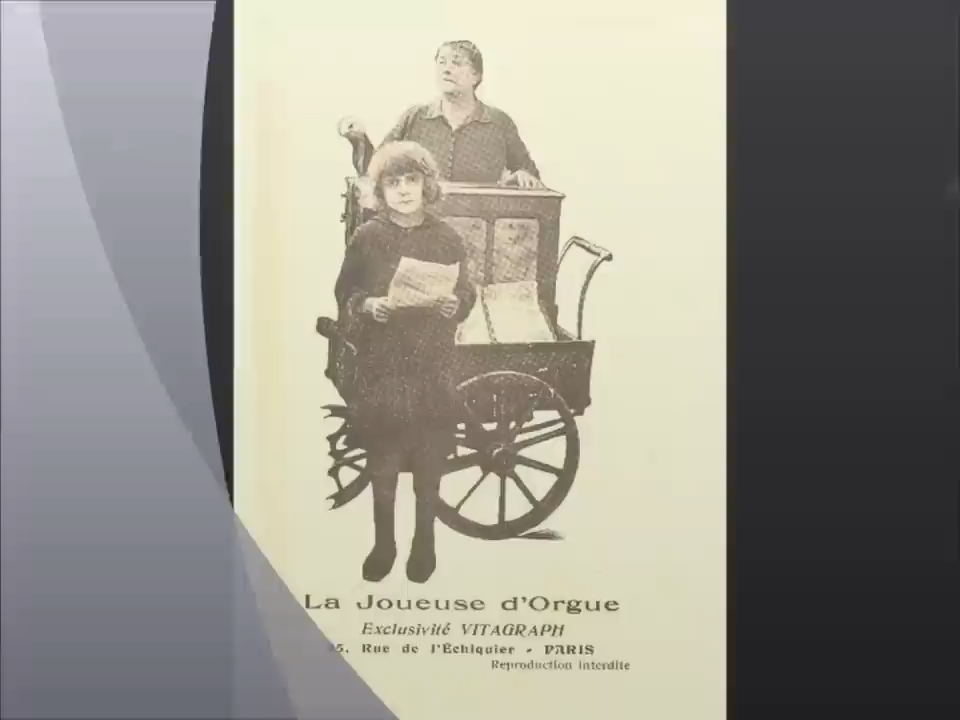 La Joueuse d'Orgue
Exclusivité VITAGRAPH
Rue de l'Échiquier - PARIS
Reproduction interdite